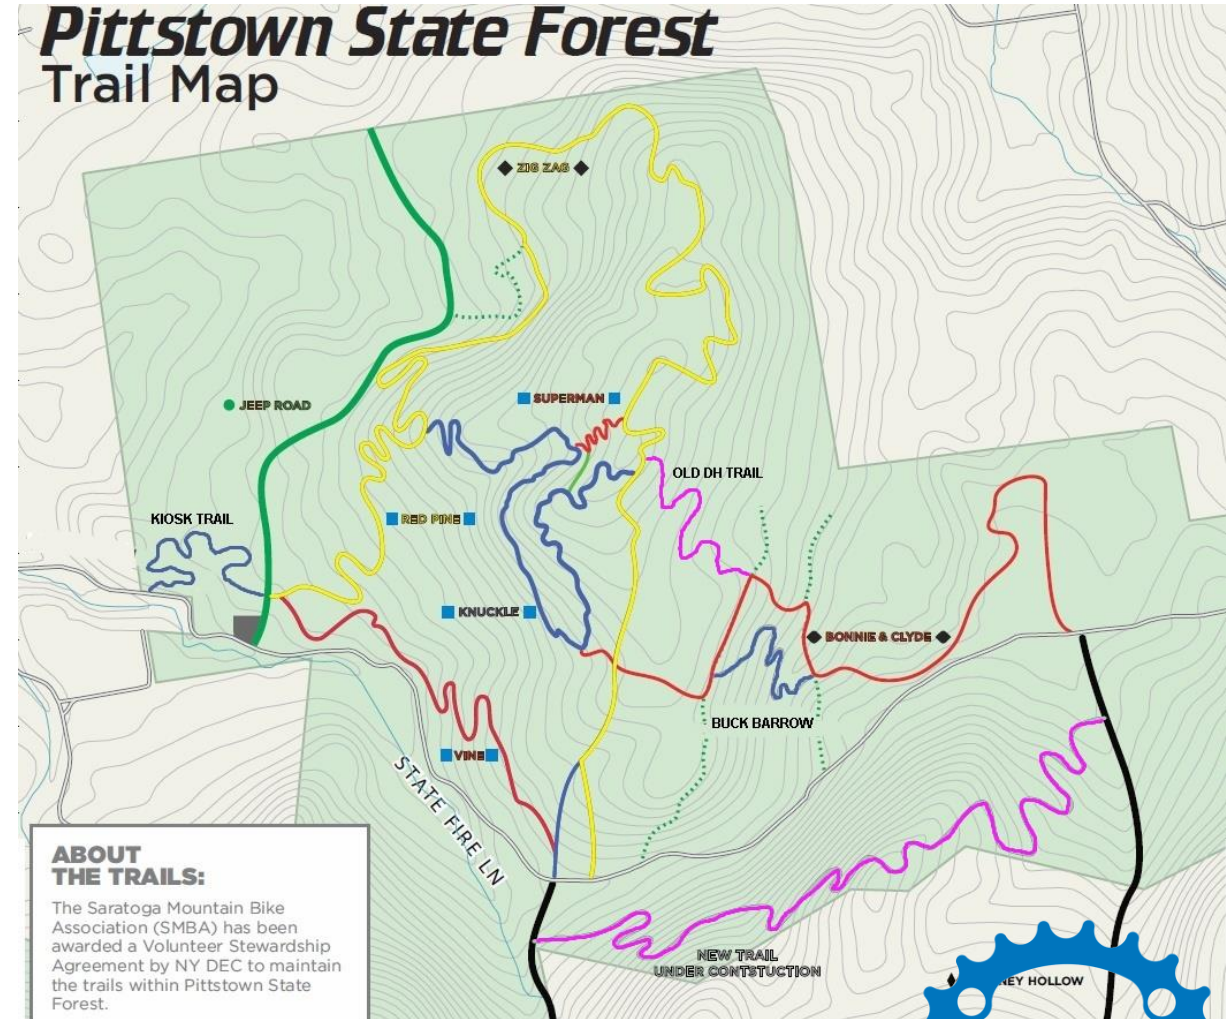 Pittstown State Forest
Trail Map
ZIG ZAG
JEEP ROAD
SUPERMAN
OLD DH TRAIL
KIOSK TRAIL
RED PINE
KNUCKLE
BONNIE & CLYDE
BUCK BARROW
VINE
STATE FIRE LN
NEW TRAIL
UNDER CONTSTUCTION
HOLLOW
ABOUT
THE TRAILS:
The Saratoga Mountain Bike
Association (SMBA) has been
awarded a Volunteer Stewardship
Agreement by NY DEC to maintain
the trails within Pittstown State
Forest.